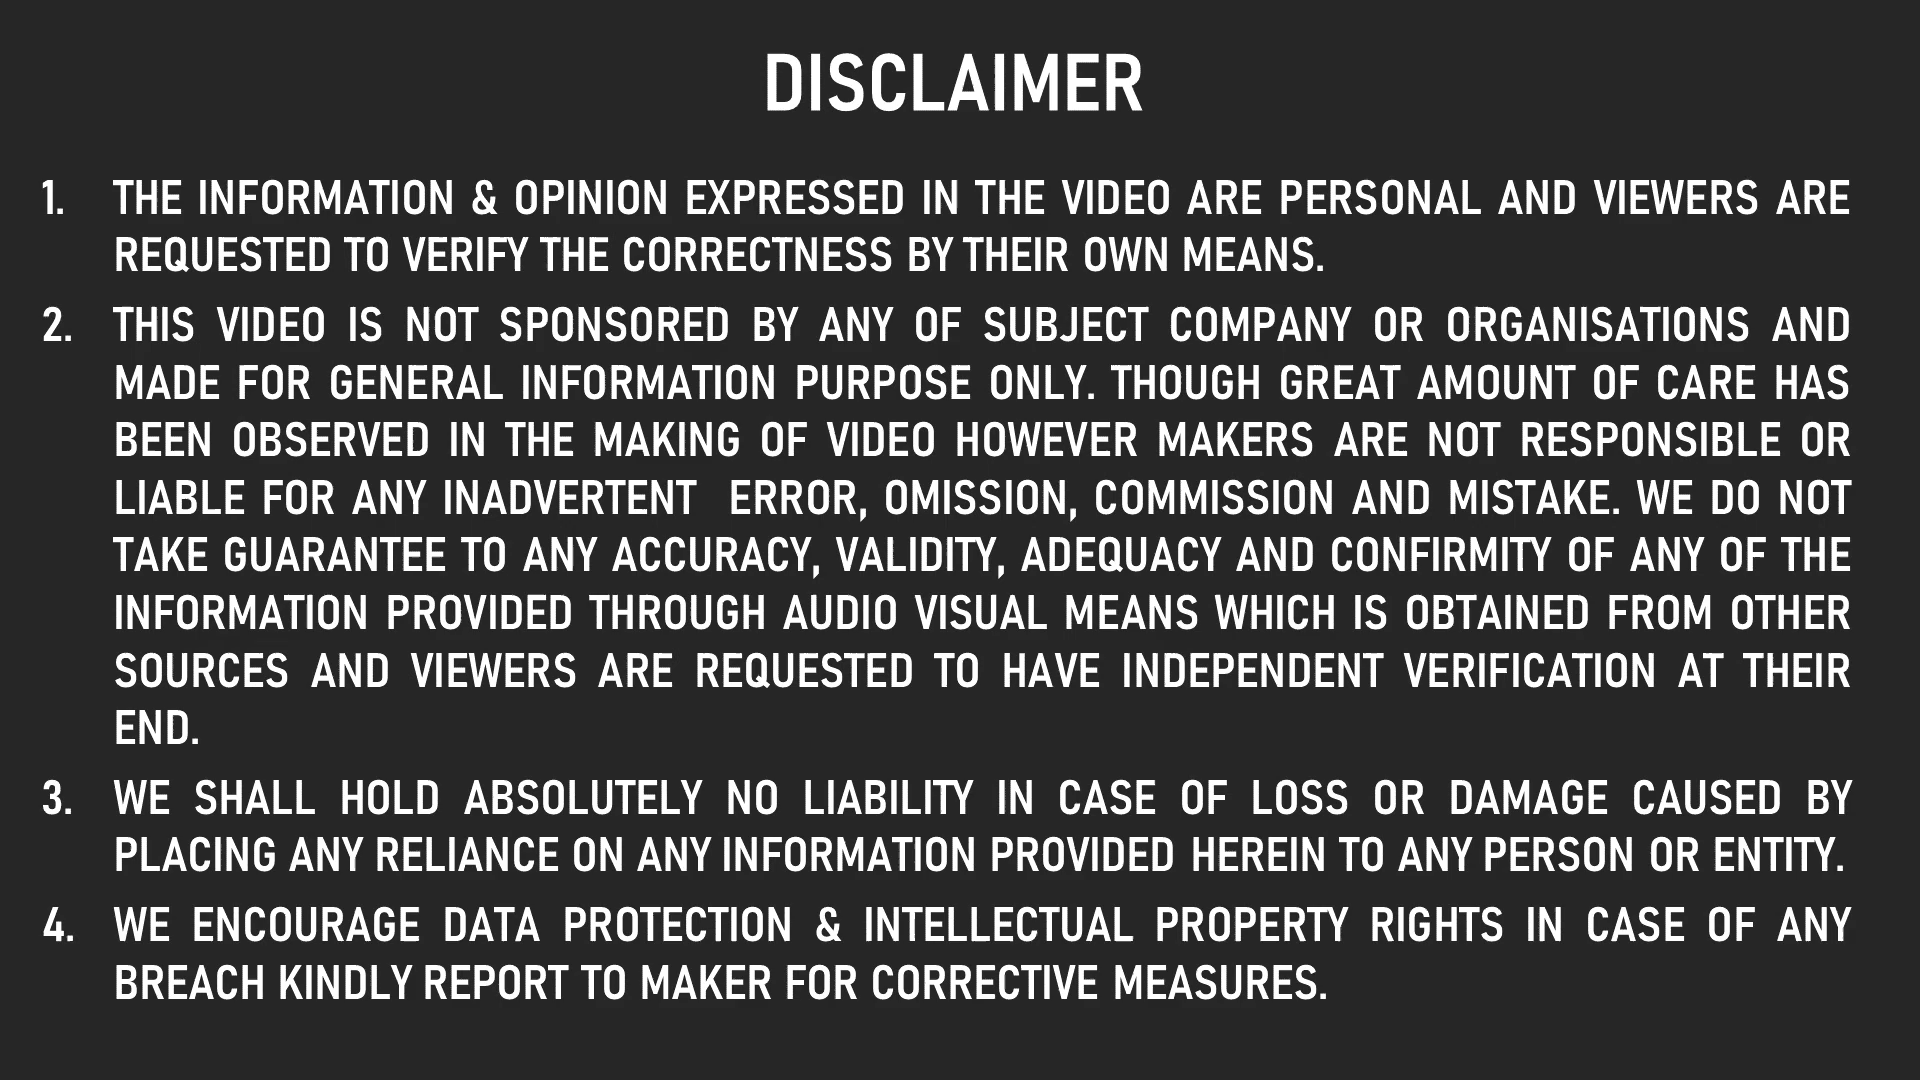 DISCLAIMER
1. THE INFORMATION & OPINION EXPRESSED IN THE VIDEO ARE PERSONAL AND VIEWERS ARE
REQUESTED TO VERIFY THE CORRECTNESS BY THEIR OWN MEANS.
2. THIS VIDEO IS NOT SPONSORED BY ANY OF SUBJECT COMPANY OR ORGANISATIONS AND
MADE FOR GENERAL INFORMATION PURPOSE ONLY. THOUGH GREAT AMOUNT OF CARE HAS
BEEN OBSERVED IN THE MAKING OF VIDEO HOWEVER MAKERS ARE NOT RESPONSIBLE OR
LIABLE FOR ANY INADVERTENT ERROR, OMISSION, COMMISSION AND MISTAKE. WE DO NOT
TAKE GUARANTEE TO ANY ACCURACY, VALIDITY, ADEQUACY AND CONFIRMITY OF ANY OF THE
INFORMATION PROVIDED THROUGH AUDIO VISUAL MEANS WHICH IS OBTAINED FROM OTHER
SOURCES AND VIEWERS ARE REQUESTED TO HAVE INDEPENDENT VERIFICATION AT THEIR
END.
3. WE SHALL HOLD ABSOLUTELY NO LIABILITY IN CASE OF LOSS OR DAMAGE CAUSED BY
PLACING ANY RELIANCE ON ANY INFORMATION PROVIDED HEREIN TO ANY PERSON OR ENTITY.
4. WE ENCOURAGE DATA PROTECTION & INTELLECTUAL PROPERTY RIGHTS IN CASE OF ANY
BREACH KINDLY REPORT TO MAKER FOR CORRECTIVE MEASURES.